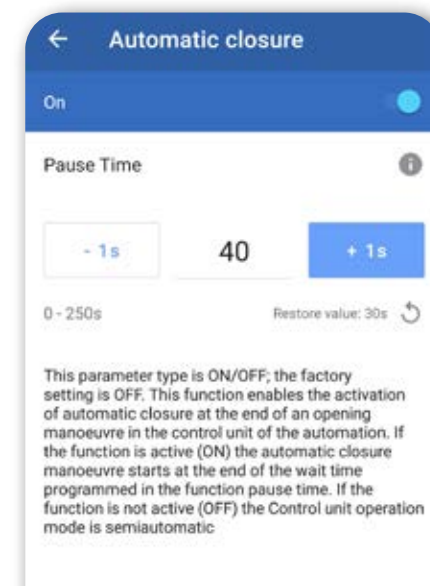 Automatic closure
On
Pause Time
- 1s 40 + 1s
0 - 250s Restore value: 30s
This parameter type is ON/OFF; the factory
setting is OFF. This function enables the activation
of automatic closure at the end of an opening
manoeuvre in the control unit of the automation. If
the function is active (ON) the automatic closure
manoeuvre starts at the end of the wait time
programmed in the function pause time. If the
function is not active (OFF) the Control unit operation
mode is semiautomatic